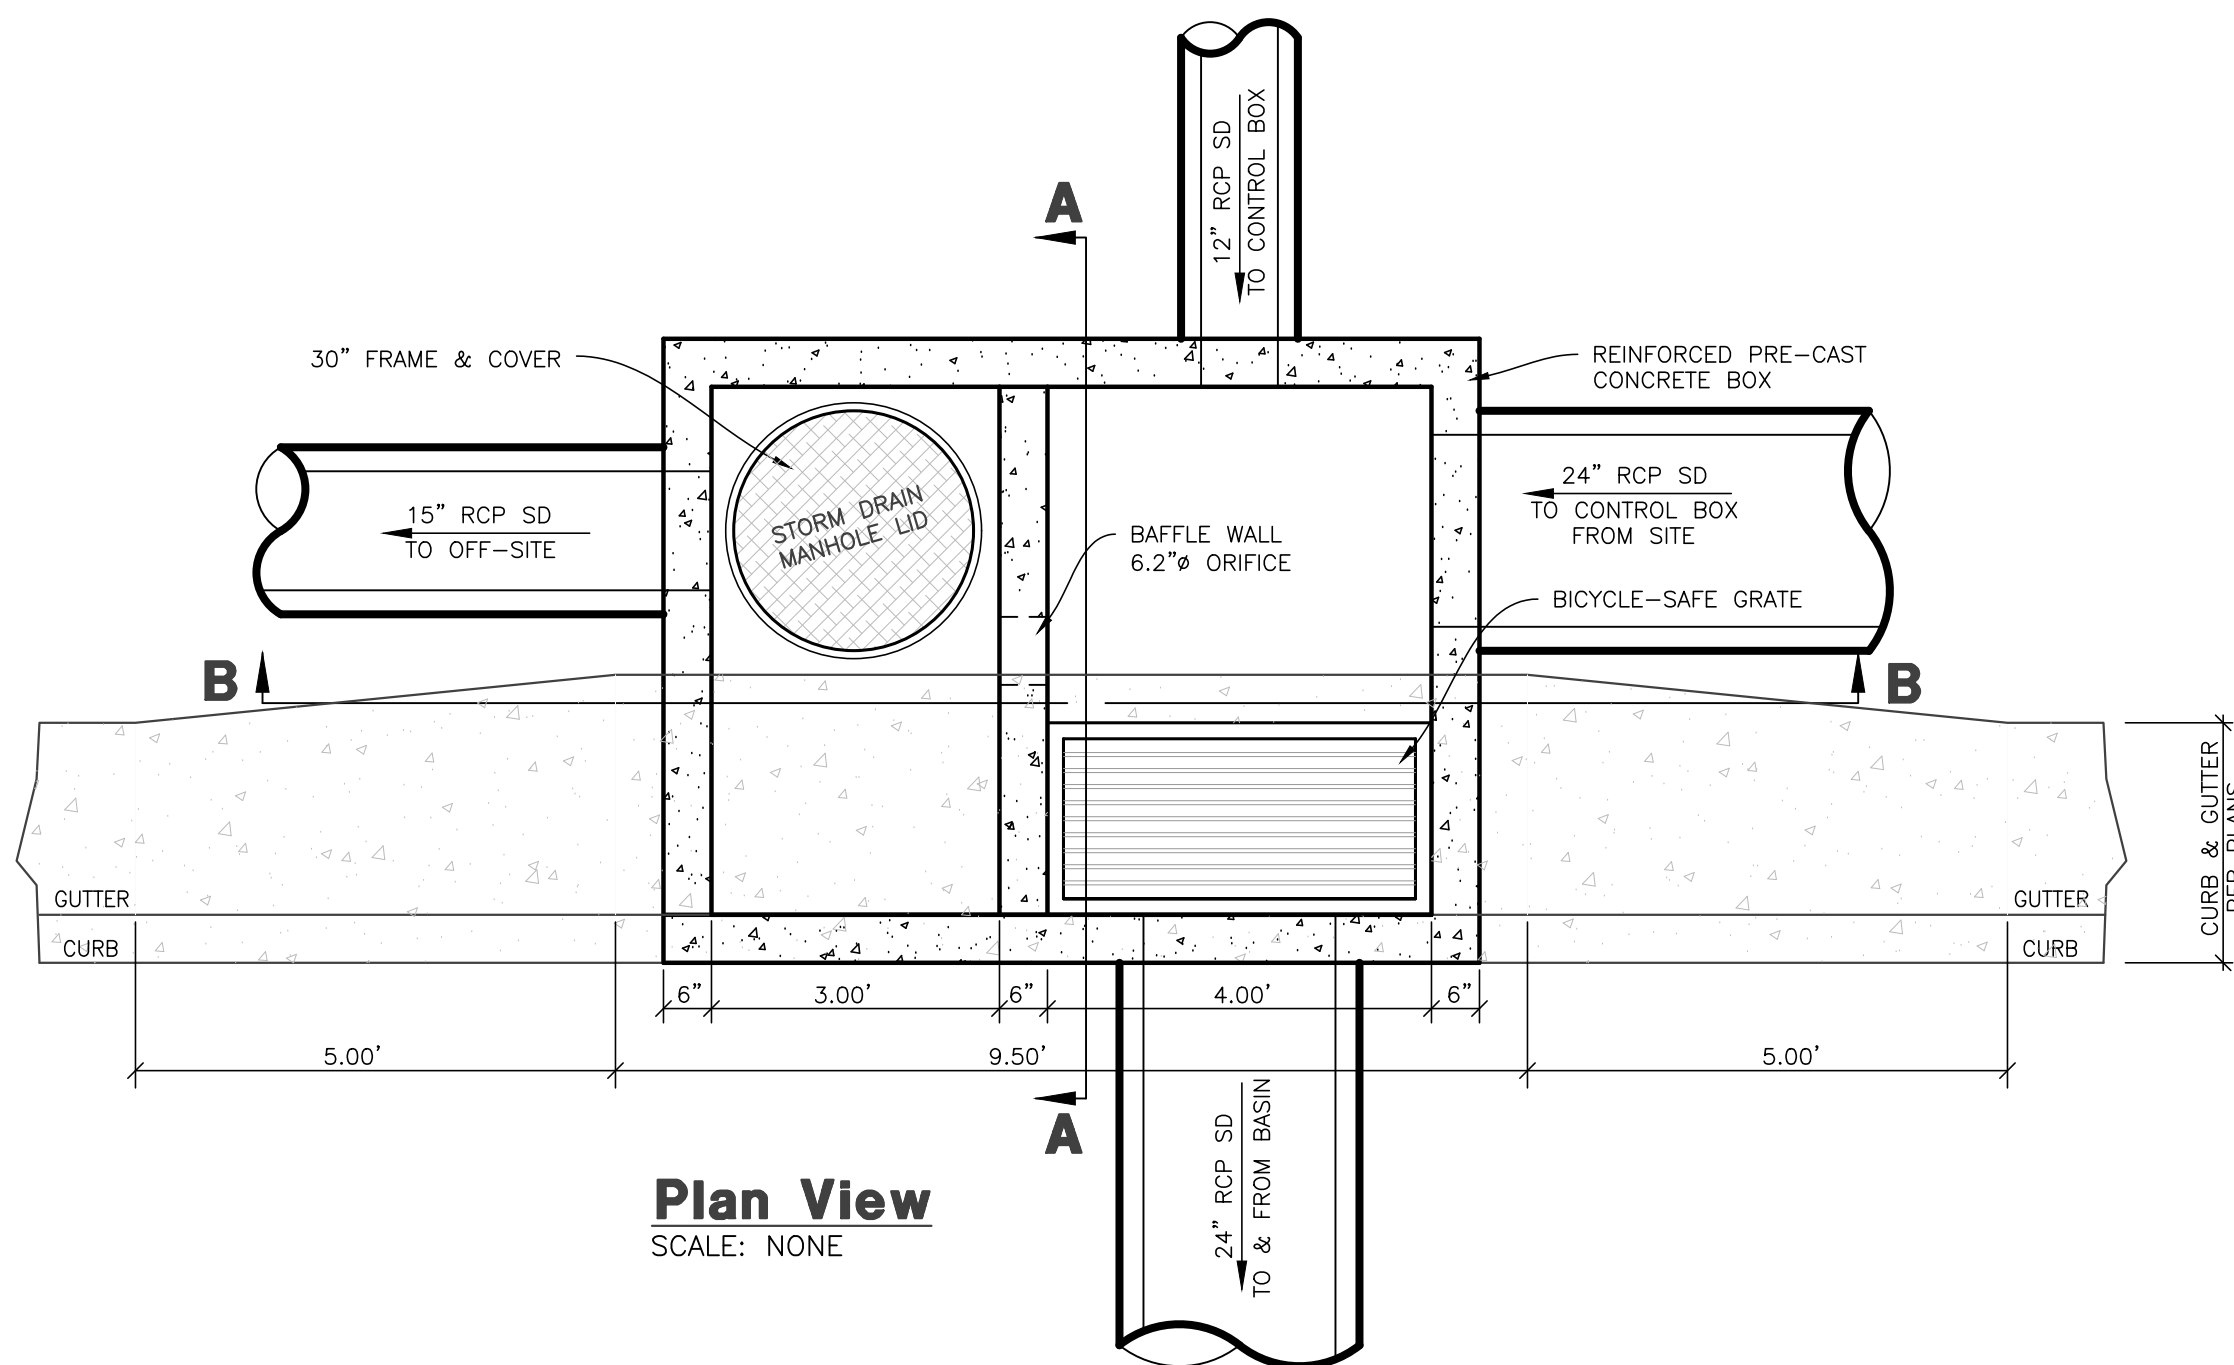 12” RCP SD
TO CONTROL BOX
A
30” FRAME & COVER
REINFORCED PRE-CAST
CONCRETE BOX
15” RCP SD
TO OFF-SITE
STORM DRAIN
MANHOLE LID
BAFFLE WALL
6.2”ø ORIFICE
24” RCP SD
TO CONTROL BOX
FROM SITE
BICYCLE-SAFE GRATE
B
B
GUTTER
CURB
GUTTER
CURB
CURB & GUTTER
PER PLANS
6”
3.00’
6”
4.00’
6”
5.00’
9.50’
5.00’
A
24” RCP SD
TO & FROM BASIN
Plan View
SCALE: NONE